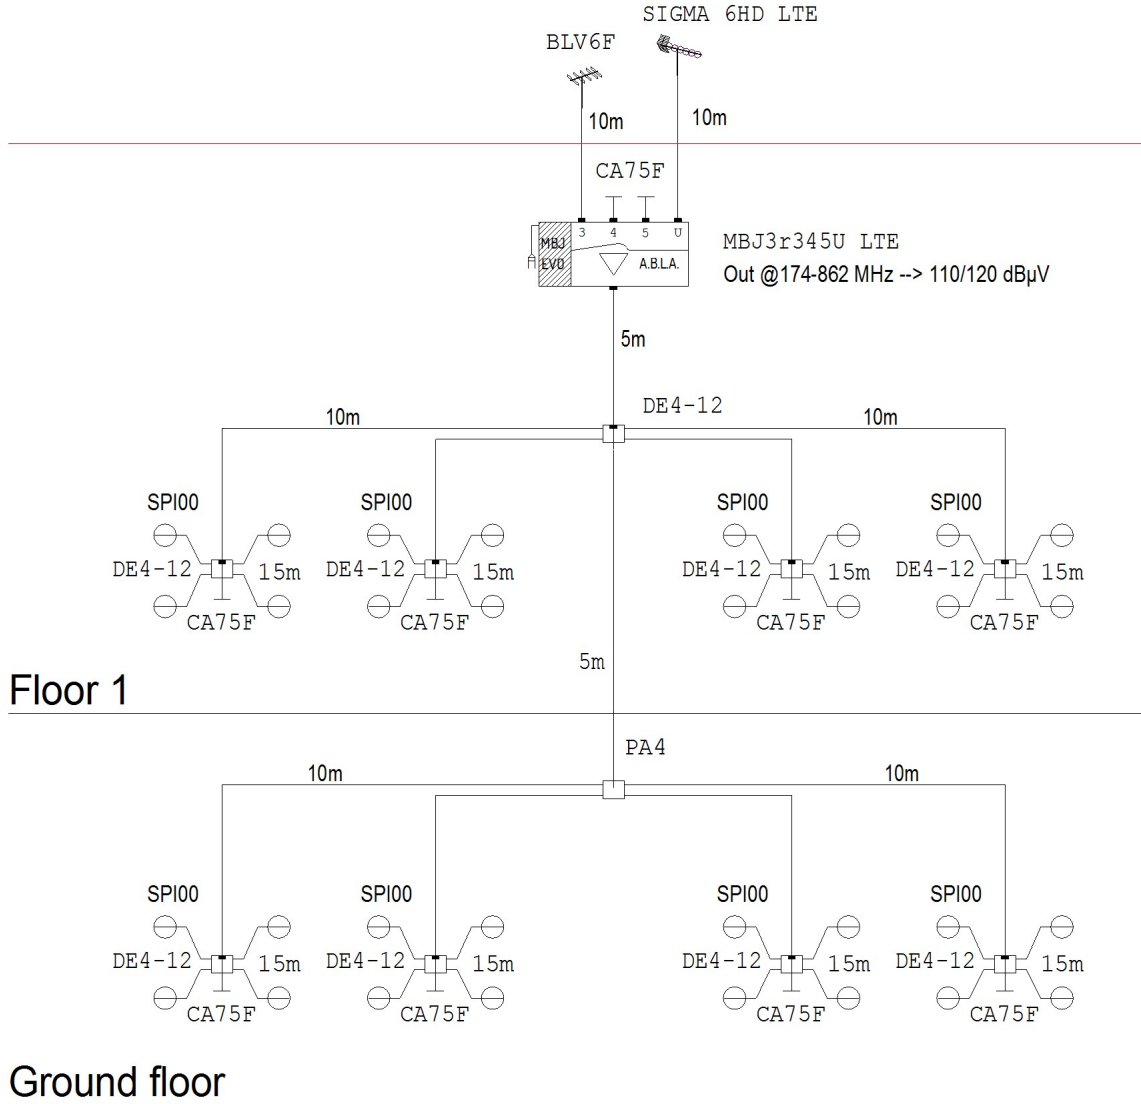 SIGMA 6HD LTE
BLV6F
10m
10m
CA75F
3
4
5
U
MBJ
EVO
A.B.L.A.
MBJ3r345U LTE
Out @174-862 MHz --> 110/120 dBµV
5m
DE4-12
10m
10m
SPI00
SPI00
SPI00
SPI00
DE4-12
15m
DE4-12
15m
DE4-12
15m
DE4-12
15m
CA75F
CA75F
CA75F
CA75F
5m
Floor 1
PA4
10m
10m
SPI00
SPI00
SPI00
SPI00
DE4-12
15m
DE4-12
15m
DE4-12
15m
DE4-12
15m
CA75F
CA75F
CA75F
CA75F
Ground floor